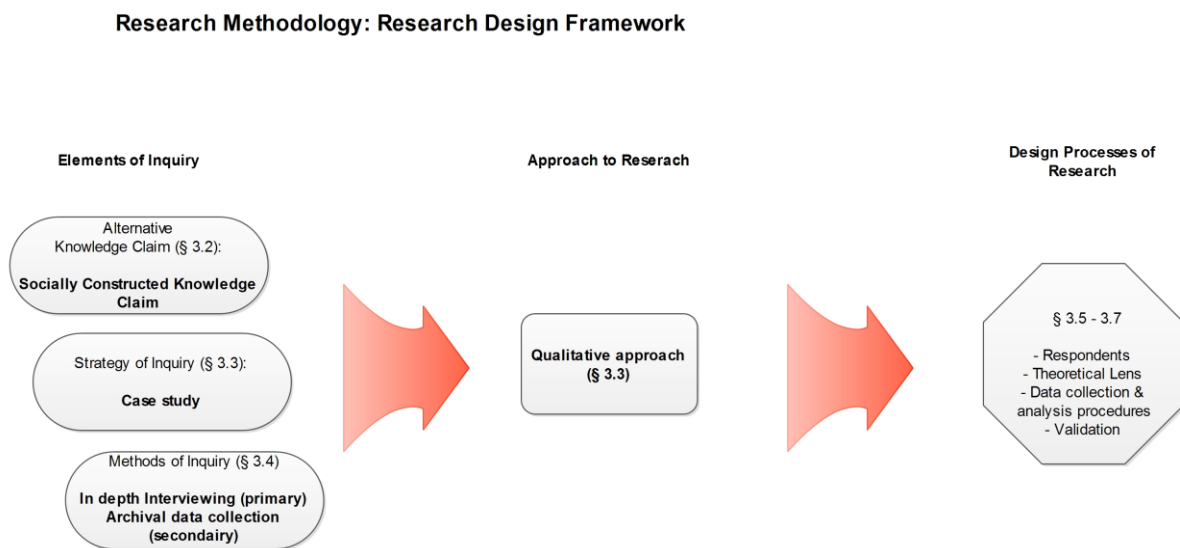 Research Methodology: Research Design Framework
Elements of Inquiry
Approach to Reserach
Design Processes of
Research
Alternative
Knowledge Claim (§ 3.2):
Socially Constructed Knowledge
Claim
Strategy of Inquiry (§ 3.3):
Case study
Methods of Inquiry (§ 3.4)
In depth Interviewing (primary)
Archival data collection
(secondairy)
Qualitative approach
(§ 3.3)
§ 3.5 - 3.7
- Respondents
- Theoretical Lens
- Data collection &
analysis procedures
- Validation